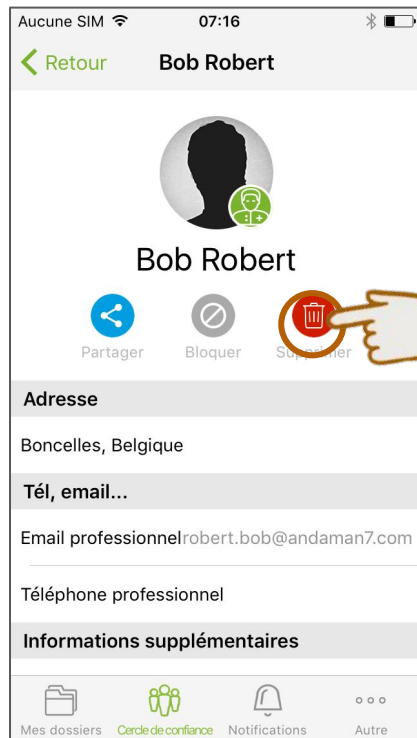 Aucune SIM 07:16
Retour Bob Robert
Bob Robert
Partager Bloquer Supprimer
Adresse
Boncelles, Belgique
Tél, email...
Email professionnel robert.bob@andaman7.com
Téléphone professionnel
Informations supplémentaires
Mes dossiers Cercle de confiance Notifications Autre